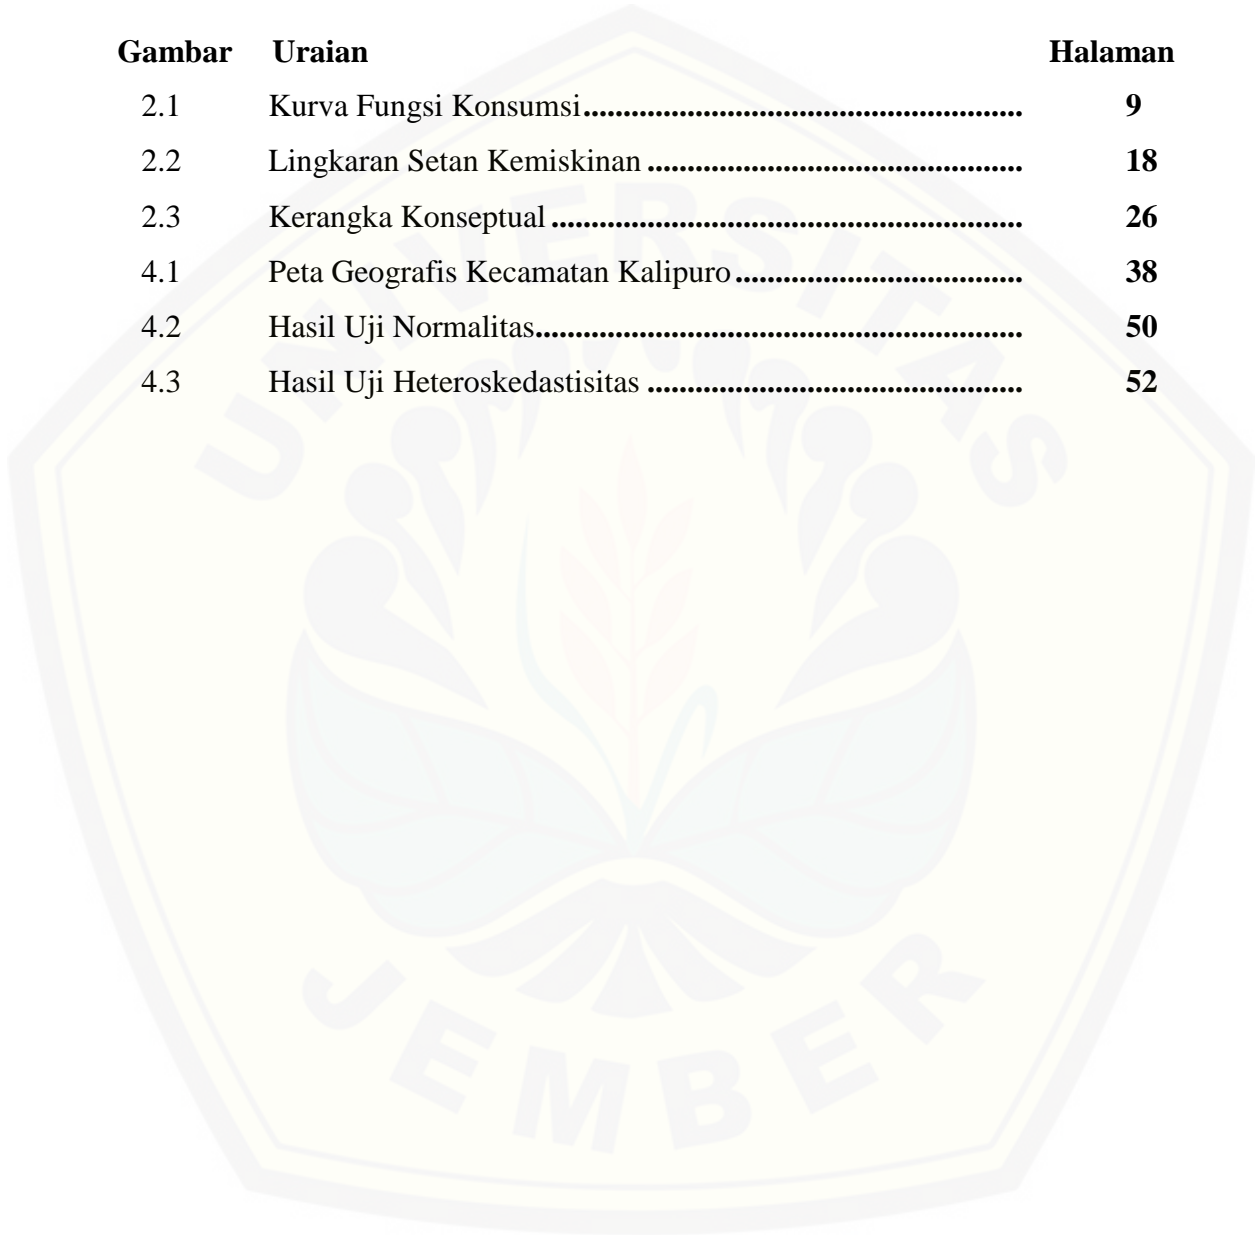 Gambar Uraian Halaman
2.1 Kurva Fungsi Konsumsi....................................................... 9
2.2 Lingkaran Setan Kemiskinan ............................................... 18
2.3 Kerangka Konseptual ........................................................... 26
4.1 Peta Geografis Kecamatan Kalipuro.................................... 38
4.2 Hasil Uji Normalitas............................................................. 50
4.3 Hasil Uji Heteroskedastisitas ............................................... 52
UNIVERSITAS
JEMBER